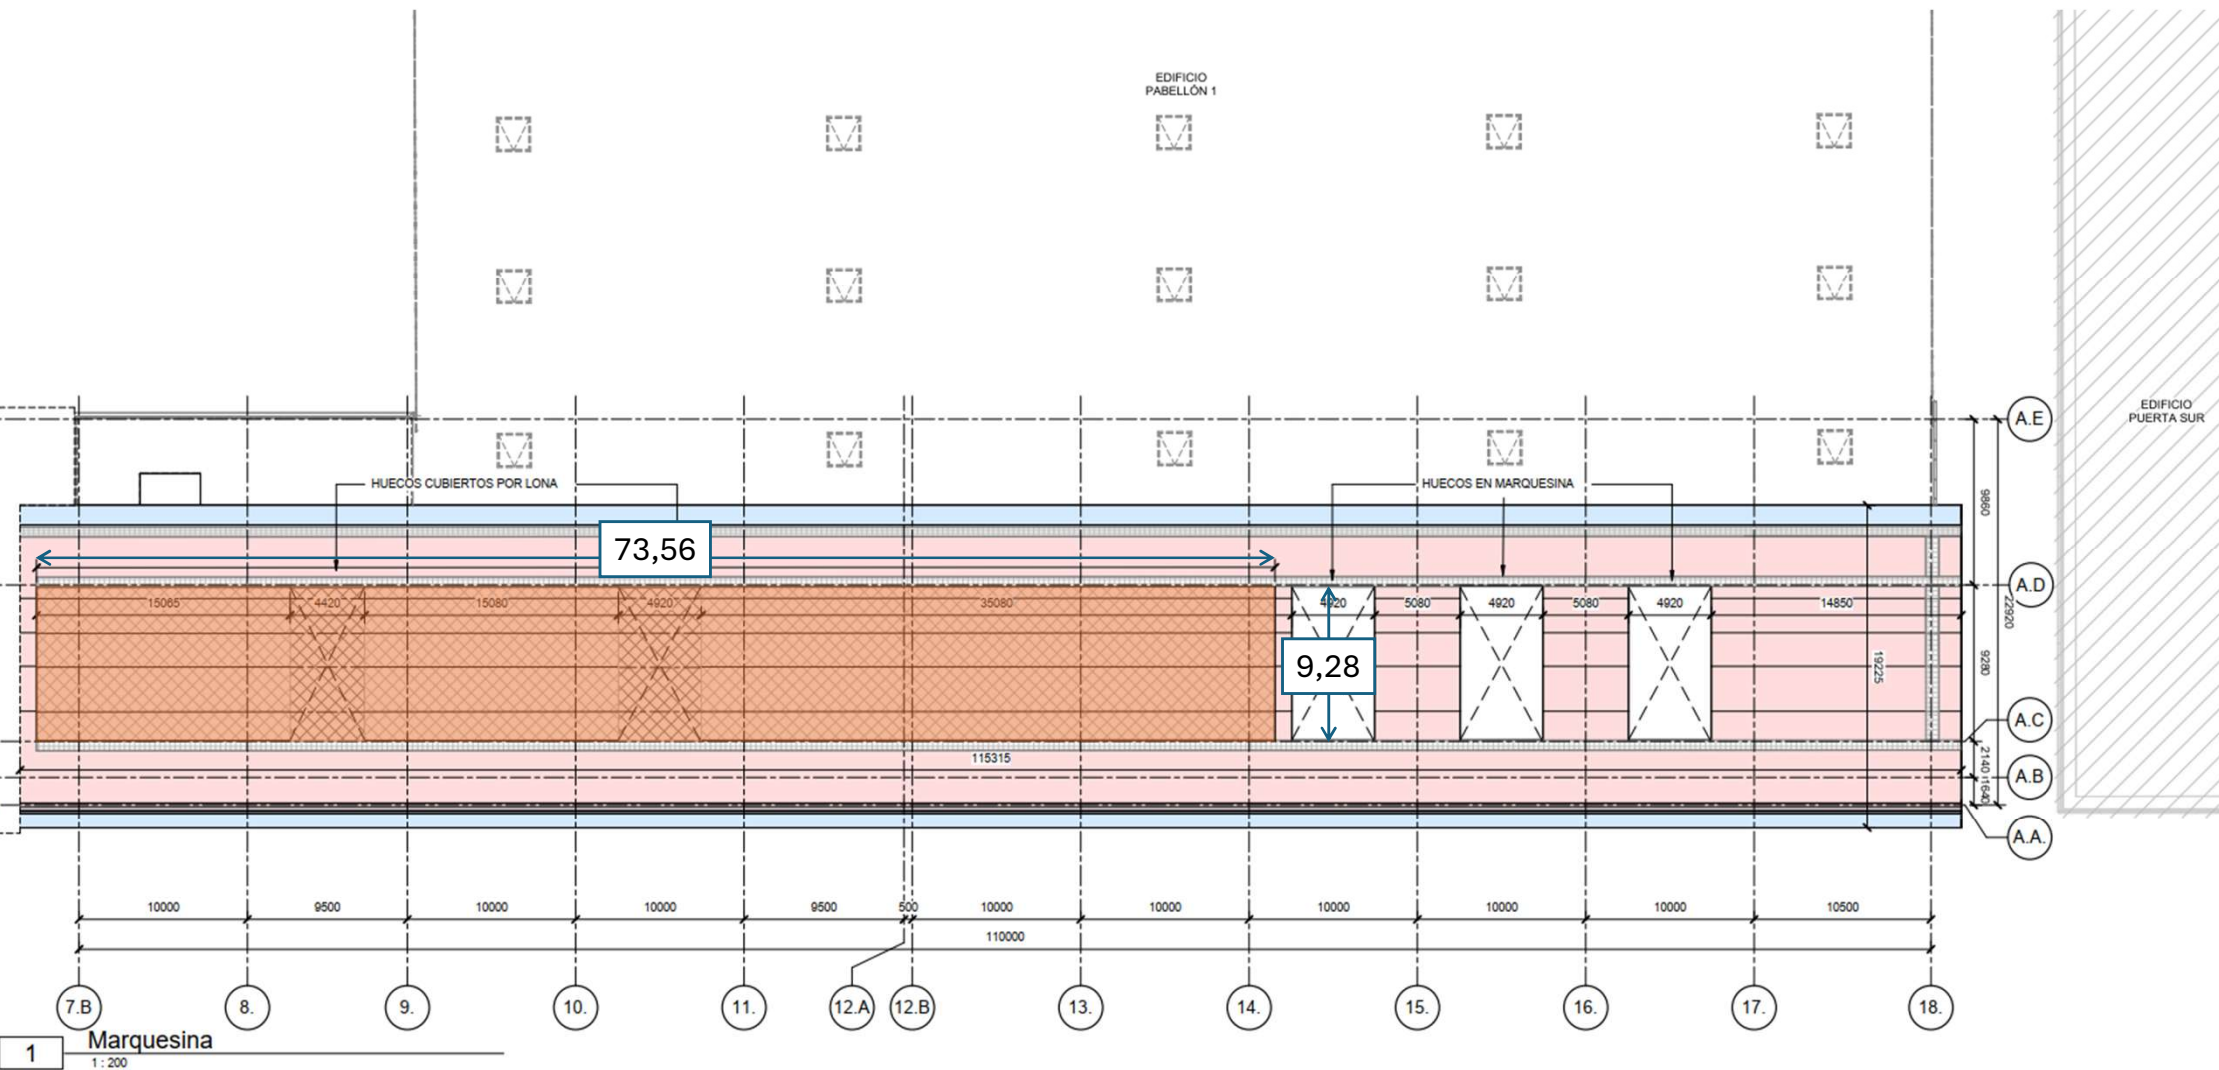 EDIFICIO
PABELLÓN 1
EDIFICIO
PUERTA SUR
A.E
HUECOS CUBIERTOS POR LONA
HUECOS EN MARQUESINA
9860
73,56
A.D
15065
4420
15080
4920
35080
4920
5080
4920
5080
4920
14850
22920
9,28
19225
9280
A.C
115315
2140
A.B
1640
A.A.
10000
9500
10000
10000
9500
500
10000
10000
10000
10000
10000
10500
110000
7.B
8.
9.
10.
11.
12.A
12.B
13.
14.
15.
16.
17.
18.
1
Marquesina
1 : 200